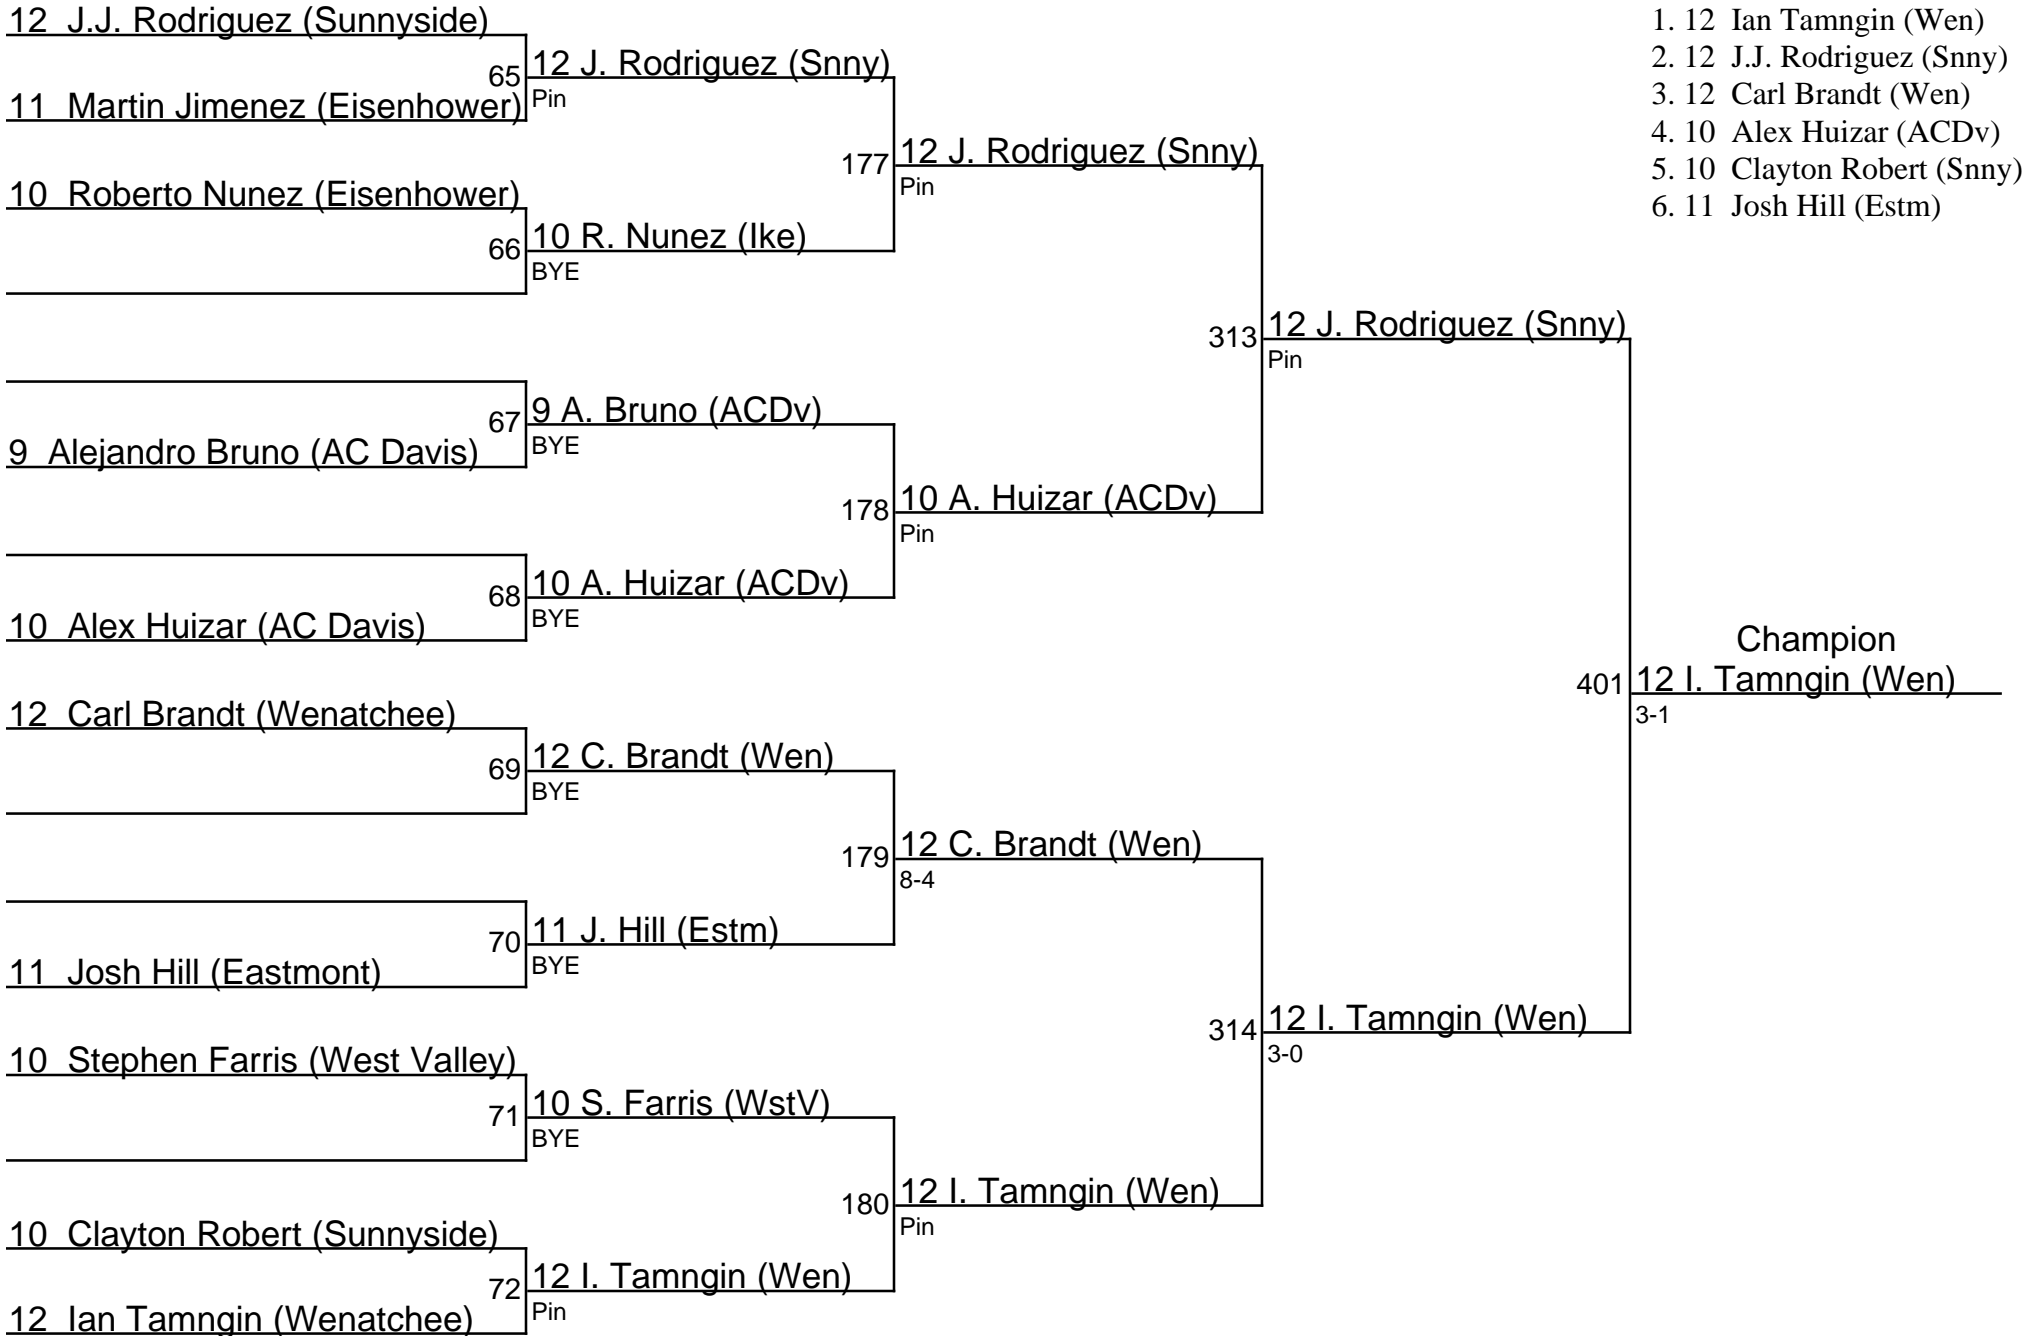 12 J.J. Rodriguez (Sunnyside)
65
11 Martin Jimenez (Eisenhower)
10 Roberto Nunez (Eisenhower)
66
67
9 Alejandro Bruno (AC Davis)
68
10 Alex Huizar (AC Davis)
12 Carl Brandt (Wenatchee)
69
70
11 Josh Hill (Eastmont)
10 Stephen Farris (West Valley)
71
10 Clayton Robert (Sunnyside)
72
12 Ian Tamngin (Wenatchee)
12 J. Rodriguez (Snny)
Pin
177
10 R. Nunez (Ike)
BYE
9 A. Bruno (ACDv)
BYE
178
10 A. Huizar (ACDv)
BYE
12 C. Brandt (Wen)
BYE
179
11 J. Hill (Estm)
BYE
10 S. Farris (WstV)
BYE
180
12 I. Tamngin (Wen)
Pin
12 J. Rodriguez (Snny)
Pin
313
10 A. Huizar (ACDv)
Pin
12 C. Brandt (Wen)
8-4
314
12 I. Tamngin (Wen)
Pin
12 J. Rodriguez (Snny)
Pin
401
12 I. Tamngin (Wen)
3-0
Champion
12 I. Tamngin (Wen)
3-1
1. 12 Ian Tamngin (Wen)
2. 12 J.J. Rodriguez (Snny)
3. 12 Carl Brandt (Wen)
4. 10 Alex Huizar (ACDv)
5. 10 Clayton Robert (Snny)
6. 11 Josh Hill (Estm)